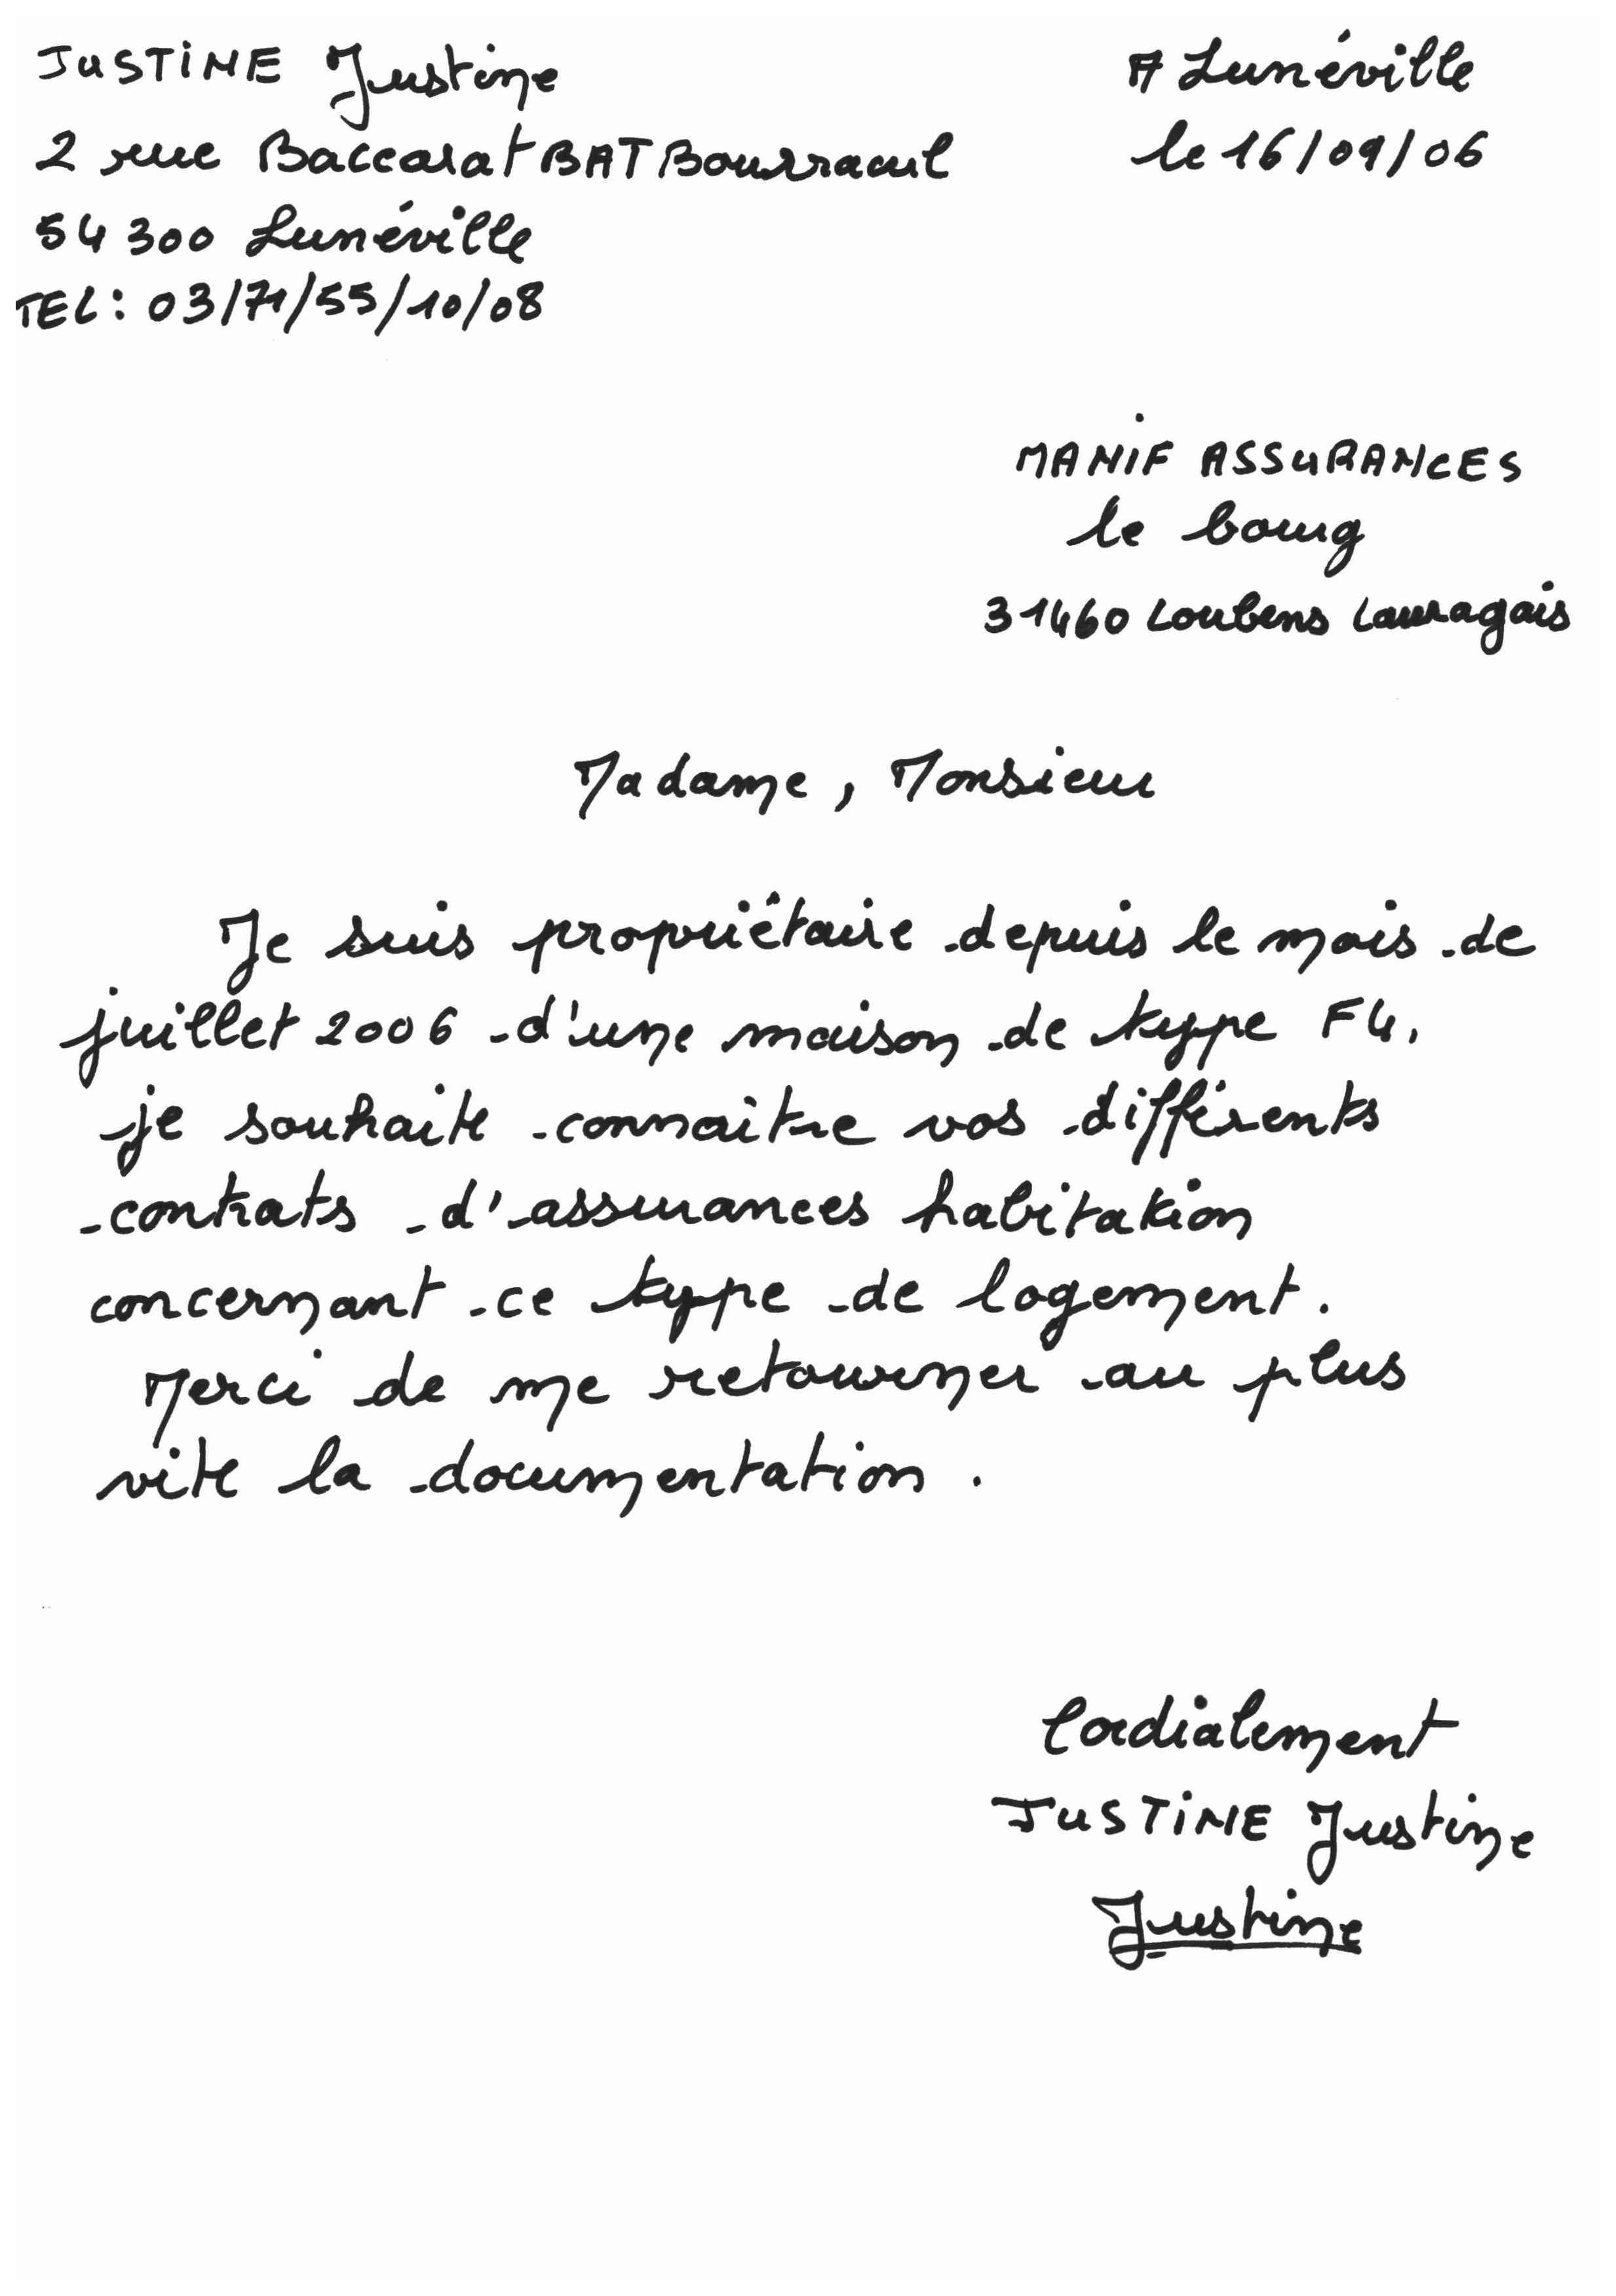 JUSTINE Justine
A Lunéville
2 rue Baccarat BAT Boursraoul
le 16/09/06
54300 Lunéville
TEL: 03/71/55/10/08
MANIF ASSURANCES
le bourg
31460 Loubens Lauragais
Madame, Monsieur
Je suis propriétaire depuis le mois de
juillet 2006 d'une maison de type F4.
je souhaite connaitre vos différents
contrats d'assurances habitation
concernant ce type de logement.
Merci de me retourner au plus
vite la documentation.
Cordialement
JUSTINE Justine
Justine